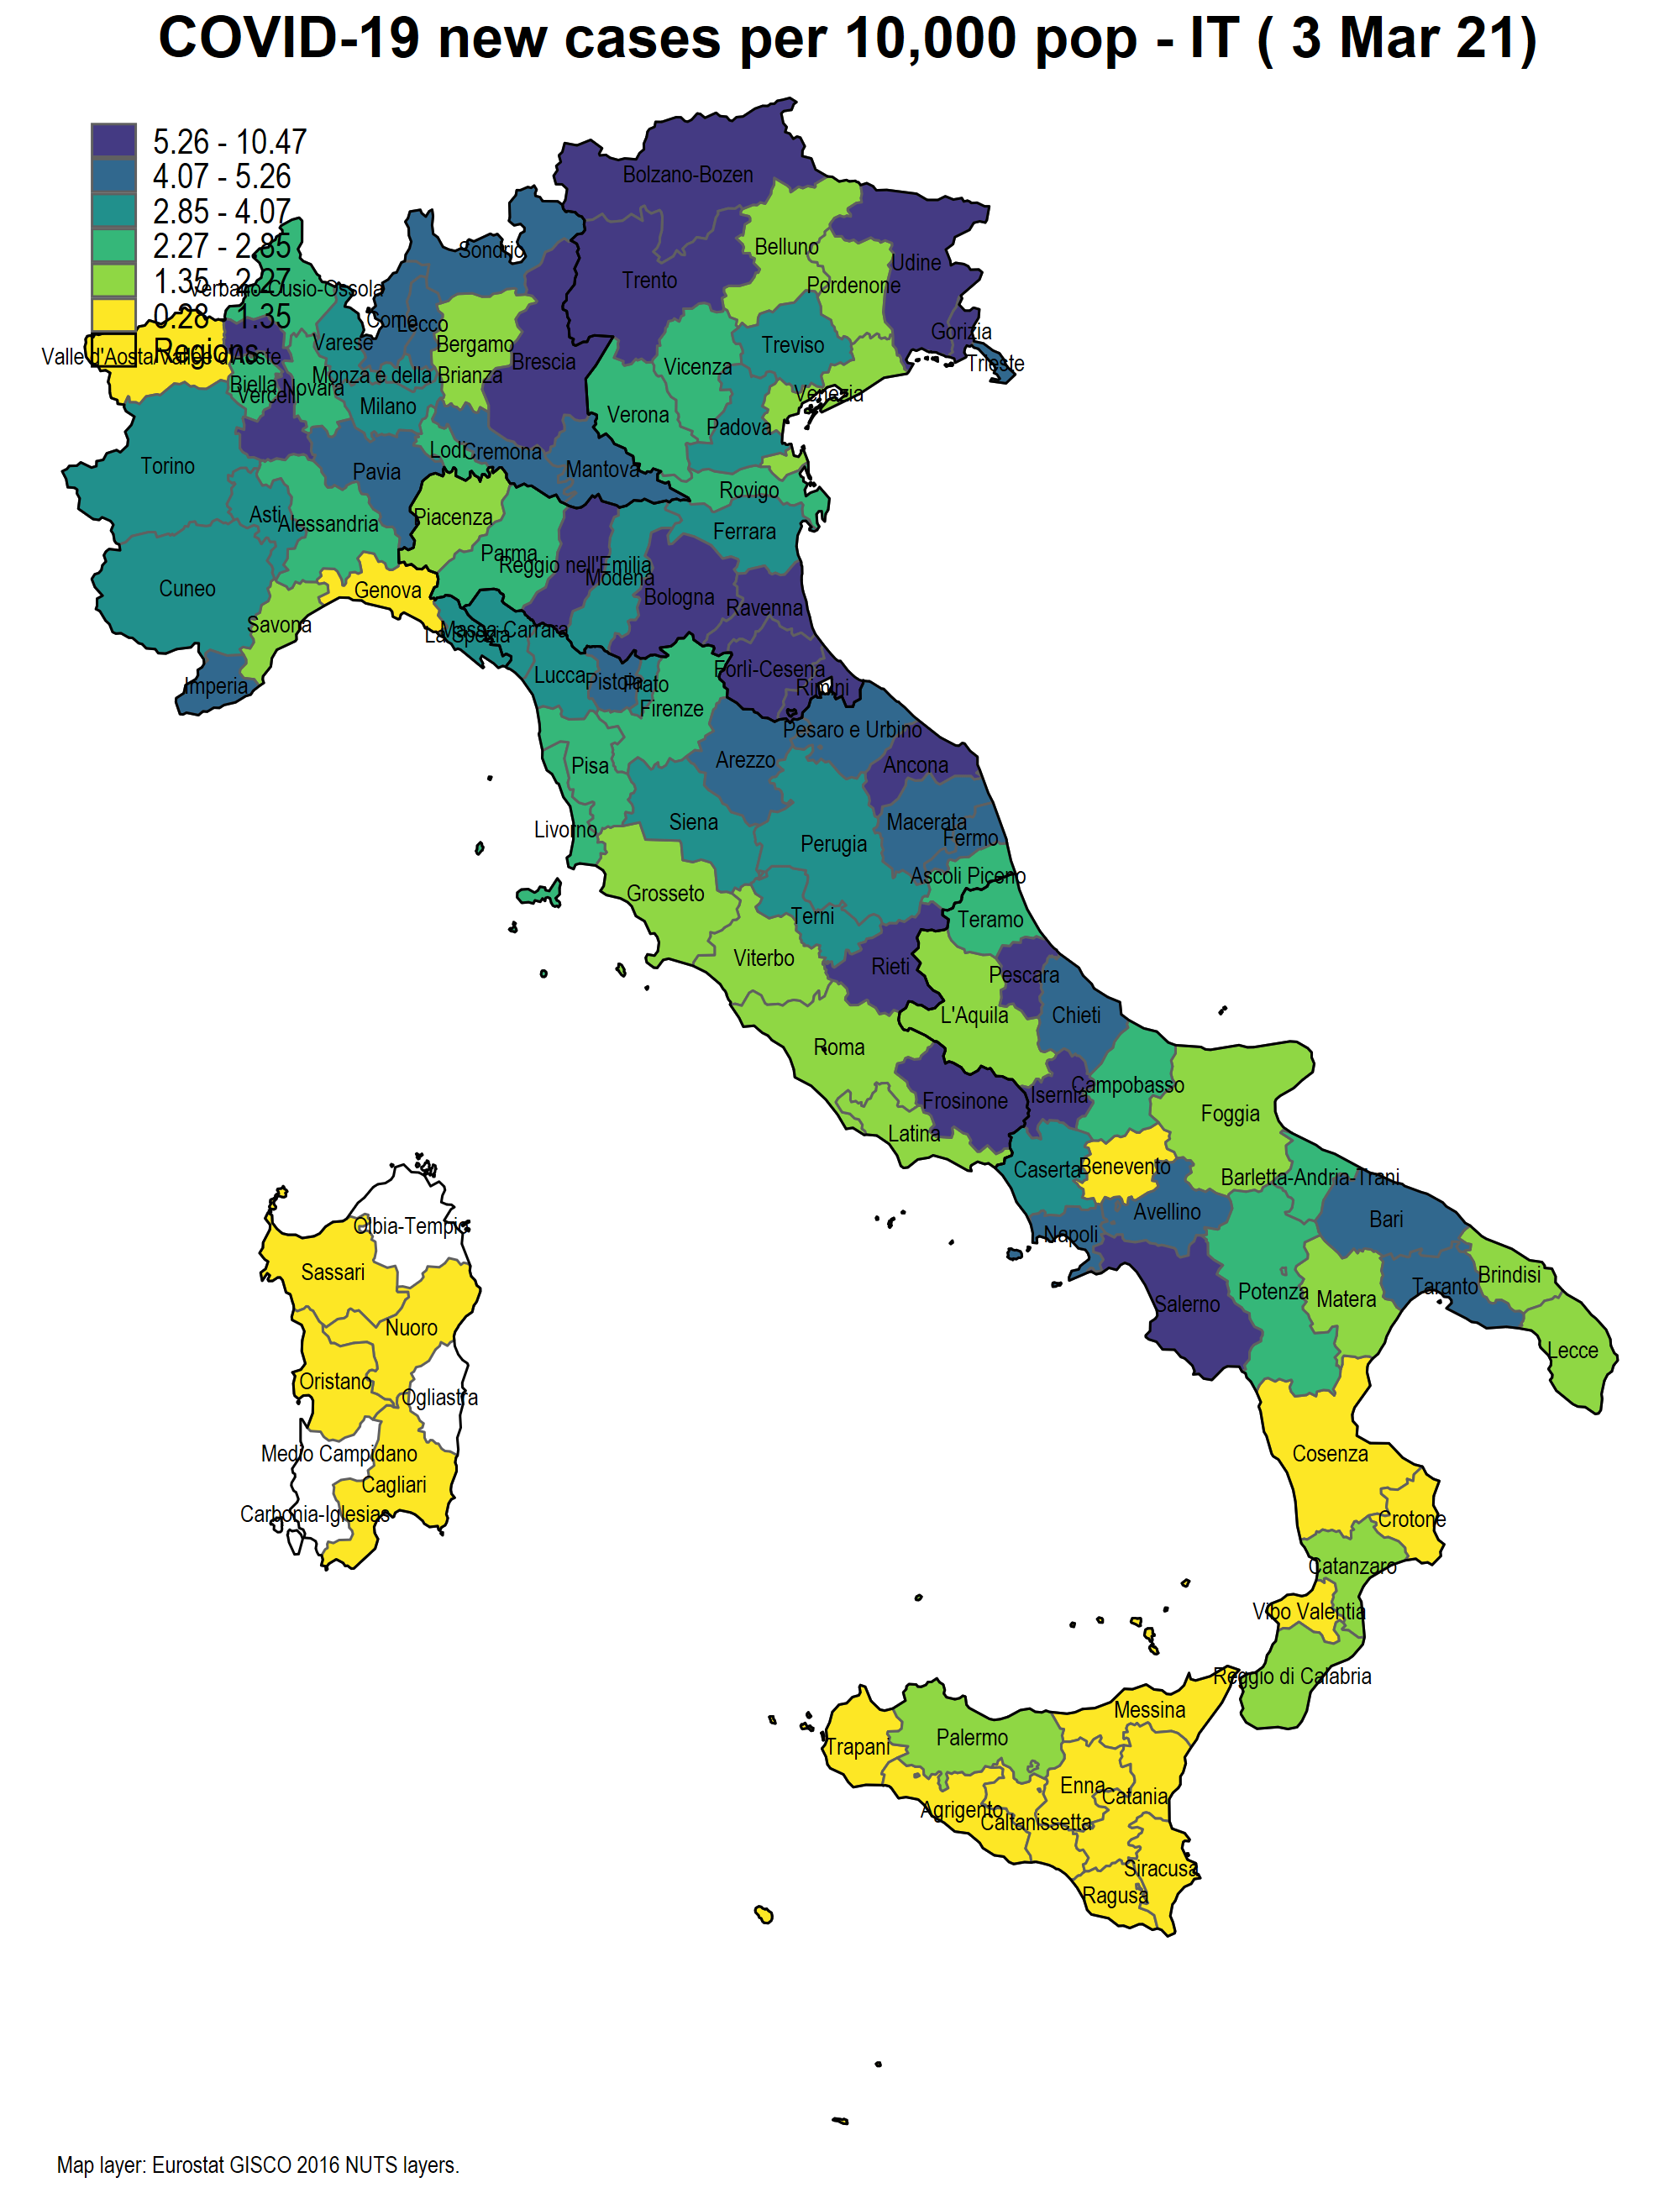 COVID-19 new cases per 10,000 pop - IT ( 3 Mar 21)
5.26 - 10.47
4.07 - 5.26
2.85 - 4.07
2.27 - 2.85
1.35 - 2.27
0.28 - 1.35
Regions
Bolzano-Bozen
Sondrio
Belluno
Udine
Trento
Pordenone
Verbano-Cusio-Ossola
Como
Lecco
Gorizia
Varese
Bergamo
Treviso
Valle d'Aosta/Vallée d'Aoste
Brescia
Vicenza
Trieste
Monza e della Brianza
Biella
Novara
Vercelli
Venezia
Milano
Verona
Padova
Lodi
Cremona
Torino
Pavia
Mantova
Rovigo
Asti
Alessandria
Piacenza
Ferrara
Parma
Reggio nell'Emilia
Modena
Cuneo
Genova
Bologna
Ravenna
Savona
La Spezia
Massa-Carrara
Forlì-Cesena
Lucca
Pistoia
Prato
Imperia
Rimini
Firenze
Pesaro e Urbino
Arezzo
Pisa
Ancona
Siena
Macerata
Livorno
Fermo
Perugia
Ascoli Piceno
Grosseto
Terni
Teramo
Viterbo
Rieti
Pescara
L'Aquila
Chieti
Roma
Campobasso
Isernia
Frosinone
Foggia
Latina
Caserta
Benevento
Barletta-Andria-Trani
Avellino
Bari
Olbia-Tempio
Napoli
Sassari
Brindisi
Taranto
Potenza
Matera
Salerno
Nuoro
Lecce
Oristano
Ogliastra
Medio Campidano
Cosenza
Cagliari
Carbonia-Iglesias
Crotone
Catanzaro
Vibo Valentia
Reggio di Calabria
Messina
Palermo
Trapani
Enna
Catania
Agrigento
Caltanissetta
Siracusa
Ragusa
Map layer: Eurostat GISCO 2016 NUTS layers.